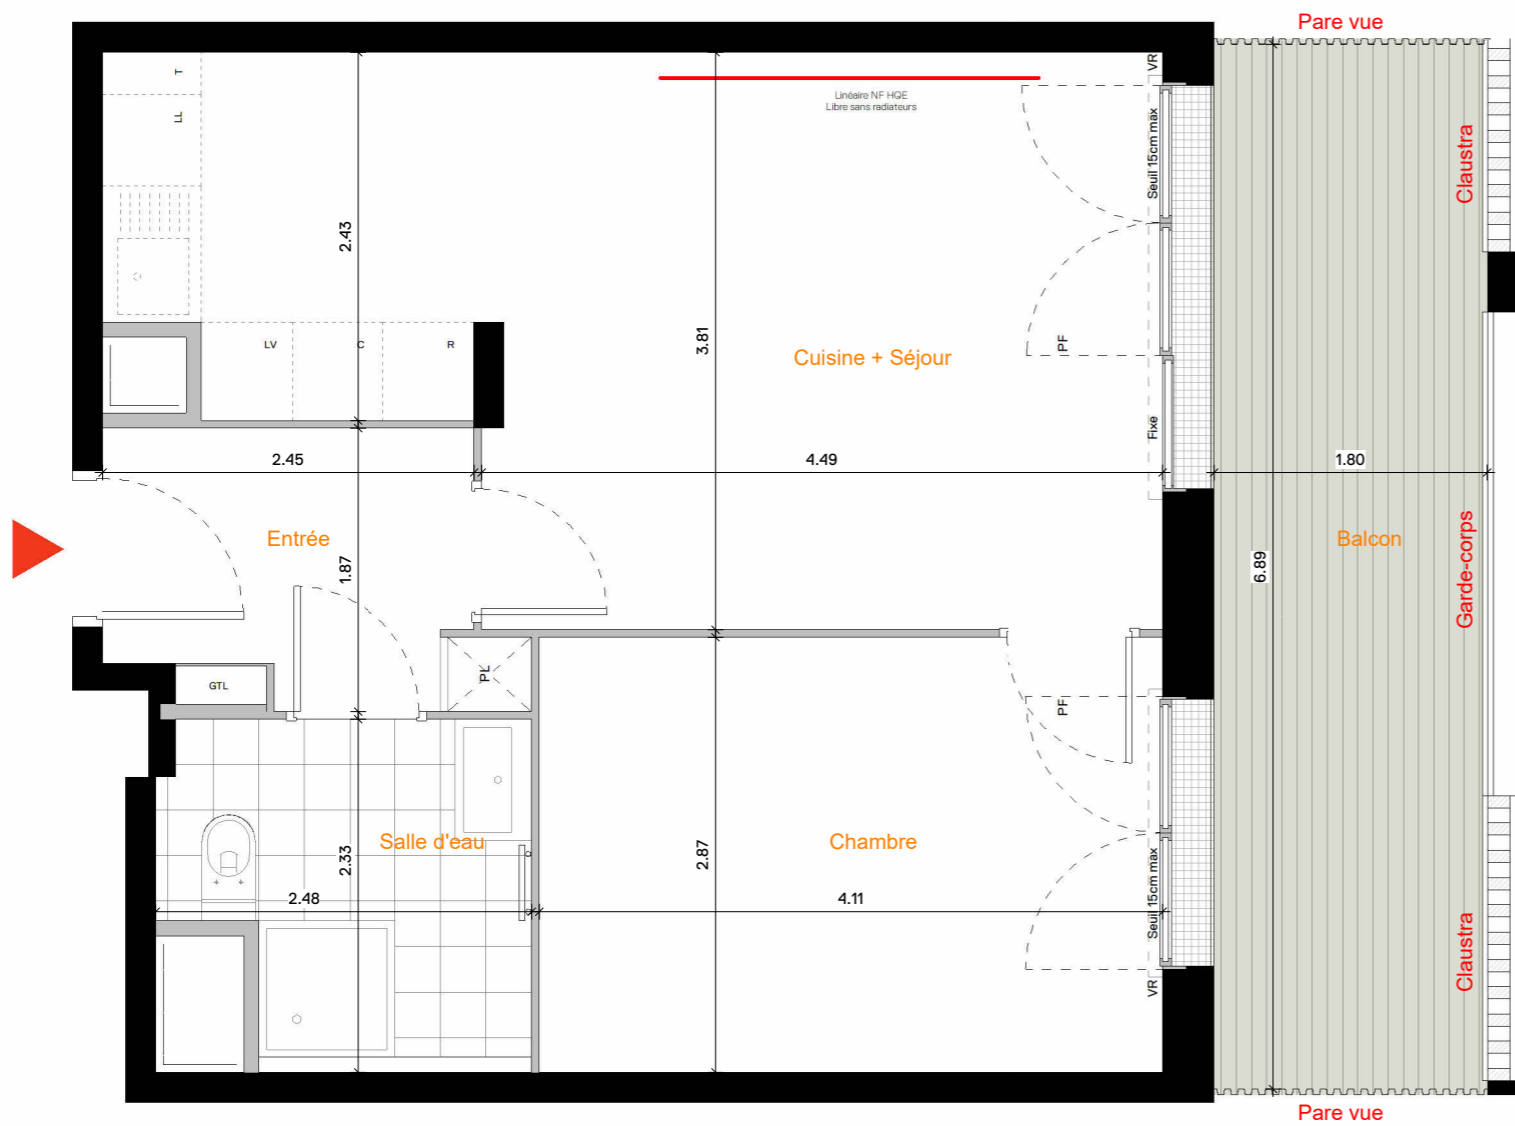 Pare vue
T
LL
VR
Linéaire NF HQE
Libre sans radiateurs
Seuil 15cm max
Claustra
2.43
3.81
LV
C
R
PF
Cuisine + Séjour
Fixe
2.45
4.49
1.80
Entrée
1.87
6.89
Balcon
Garde-corps
GTL
PL
PF
Salle d'eau
2.33
2.87
Chambre
2.48
4.11
Seuil 15cm max
Claustra
VR
Pare vue